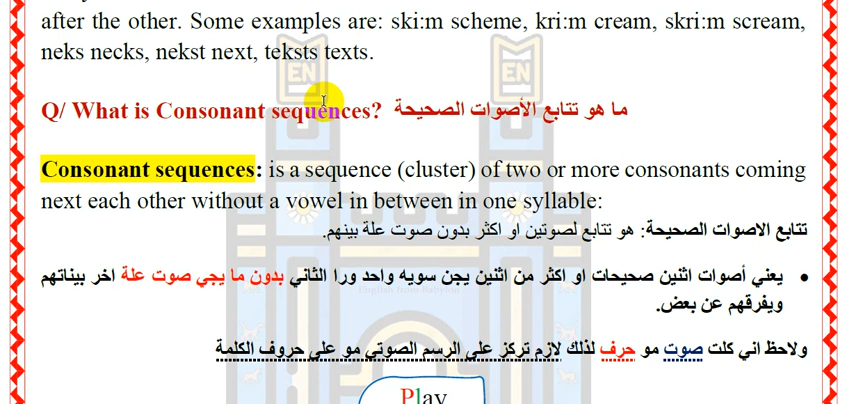 after the other. Some examples are: ski:m scheme, kri:m cream, skri:m scream,
neks necks, nekst next, teksts texts.
EN EN
Q/ What is Consonant sequences? ما هو تتابع الأصوات الصحيحة
Consonant sequences: is a sequence (cluster) of two or more consonants coming
next each other without a vowel in between in one syllable:
تتابع الاصوات الصحيحة: هو تتابع لصوتين او اكثر بدون صوت علة بينهم.
• يعني أصوات اثنين صحيحات او اكثر من اثنين يجن سويه واحد ورا الثاني بدون ما يجي صوت علة اخر بيناتهم
ويفرقهم عن بعض.
ولاحظ اني كلت صوت مو حرف لذلك لازم تركز على الرسم الصوتي مو على حروف الكلمة
Play